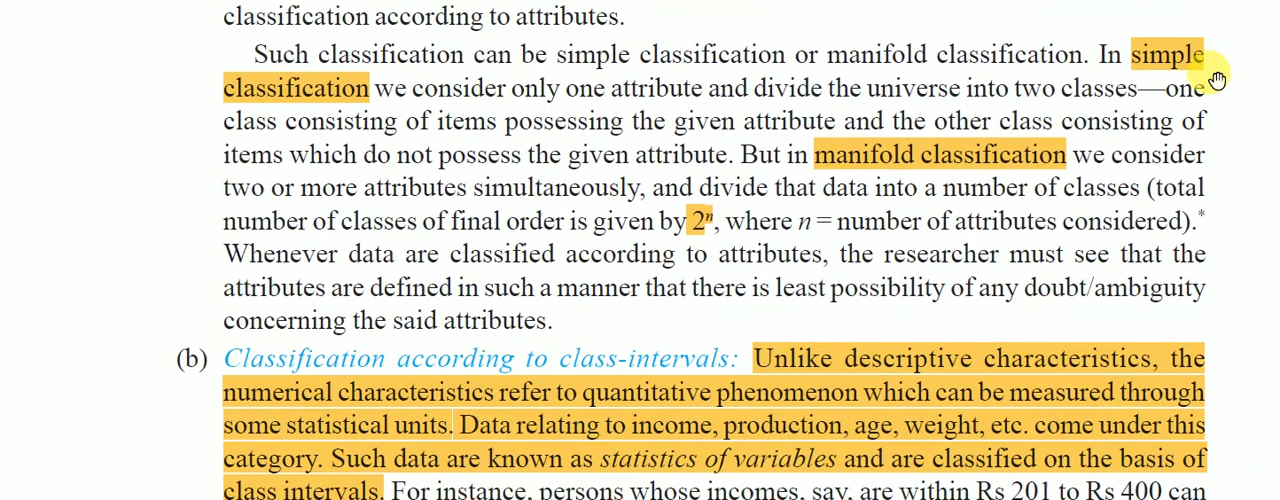 classification according to attributes.
Such classification can be simple classification or manifold classification. In simple
classification we consider only one attribute and divide the universe into two classes—one
class consisting of items possessing the given attribute and the other class consisting of
items which do not possess the given attribute. But in manifold classification we consider
two or more attributes simultaneously, and divide that data into a number of classes (total
number of classes of final order is given by 2ⁿ, where n = number of attributes considered).*
Whenever data are classified according to attributes, the researcher must see that the
attributes are defined in such a manner that there is least possibility of any doubt/ambiguity
concerning the said attributes.
(b) Classification according to class-intervals: Unlike descriptive characteristics, the
numerical characteristics refer to quantitative phenomenon which can be measured through
some statistical units. Data relating to income, production, age, weight, etc. come under this
category. Such data are known as statistics of variables and are classified on the basis of
class intervals. For instance, persons whose incomes, say, are within Rs 201 to Rs 400 can